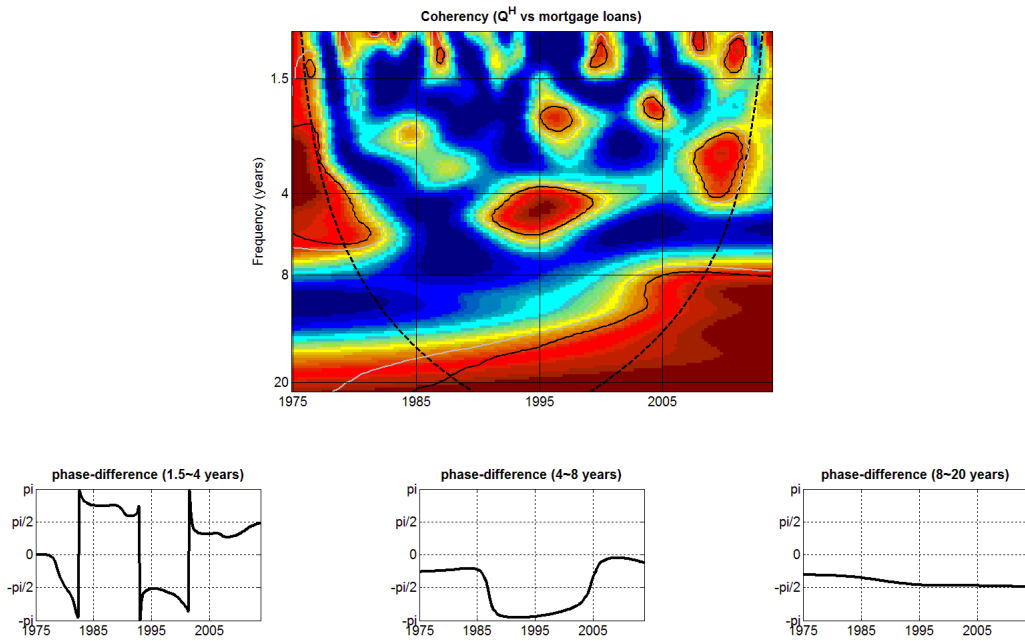 Coherency (Q^H vs mortgage loans)
1.5
4
8
20
Frequency (years)
1975 1985 1995 2005
phase-difference (1.5~4 years)
pi
pi/2
0
-pi/2
-pi
1975 1985 1995 2005
phase-difference (4~8 years)
pi
pi/2
0
-pi/2
-pi
1975 1985 1995 2005
phase-difference (8~20 years)
pi
pi/2
0
-pi/2
-pi
1975 1985 1995 2005